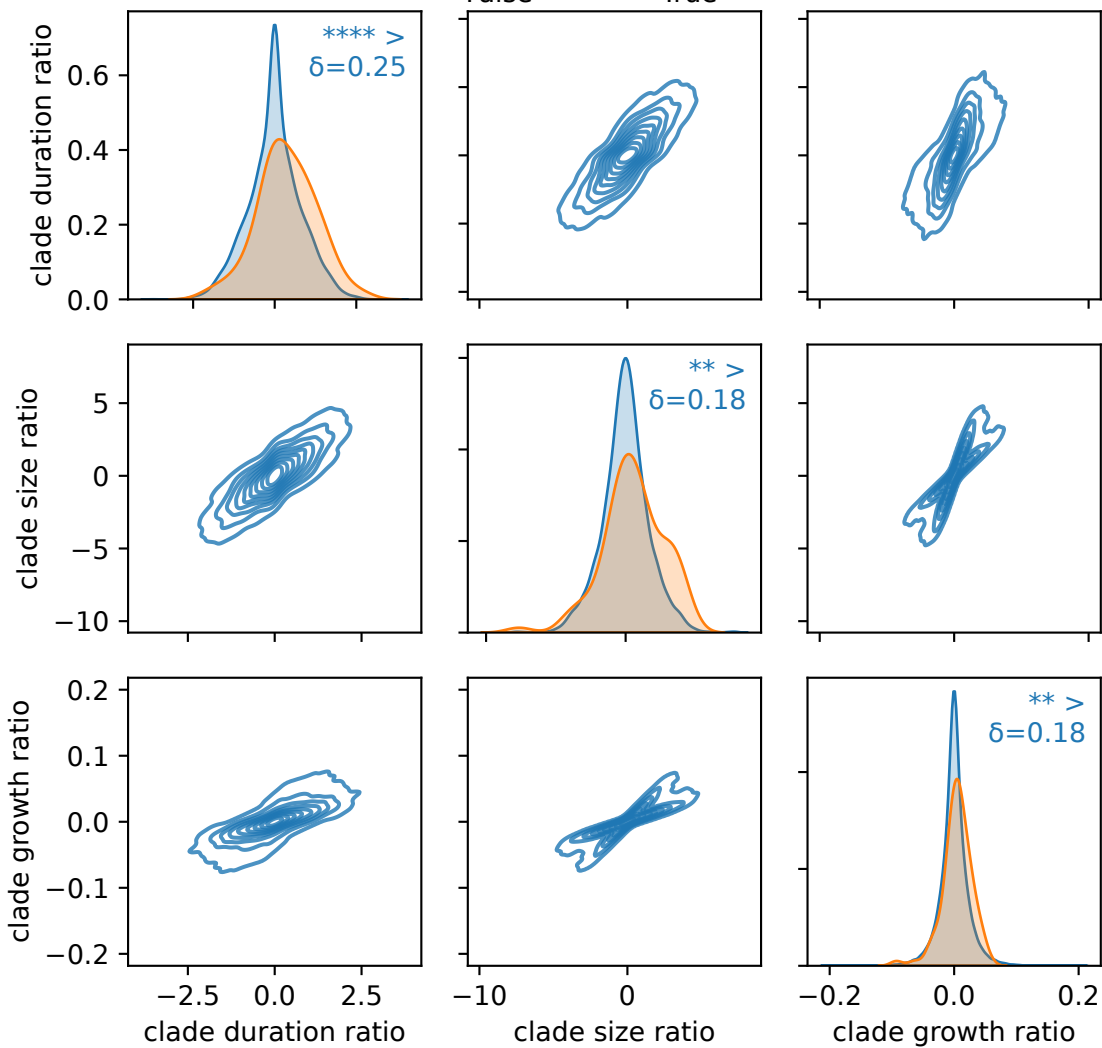 False True
clade duration ratio
0.6
0.4
0.2
0.0
**** >
δ=0.25
clade size ratio
5
0
−5
−10
** >
δ=0.18
clade growth ratio
0.2
0.1
0.0
−0.1
−0.2
** >
δ=0.18
−2.5 0.0 2.5
−10 0
−0.2 0.0 0.2
clade duration ratio
clade size ratio
clade growth ratio